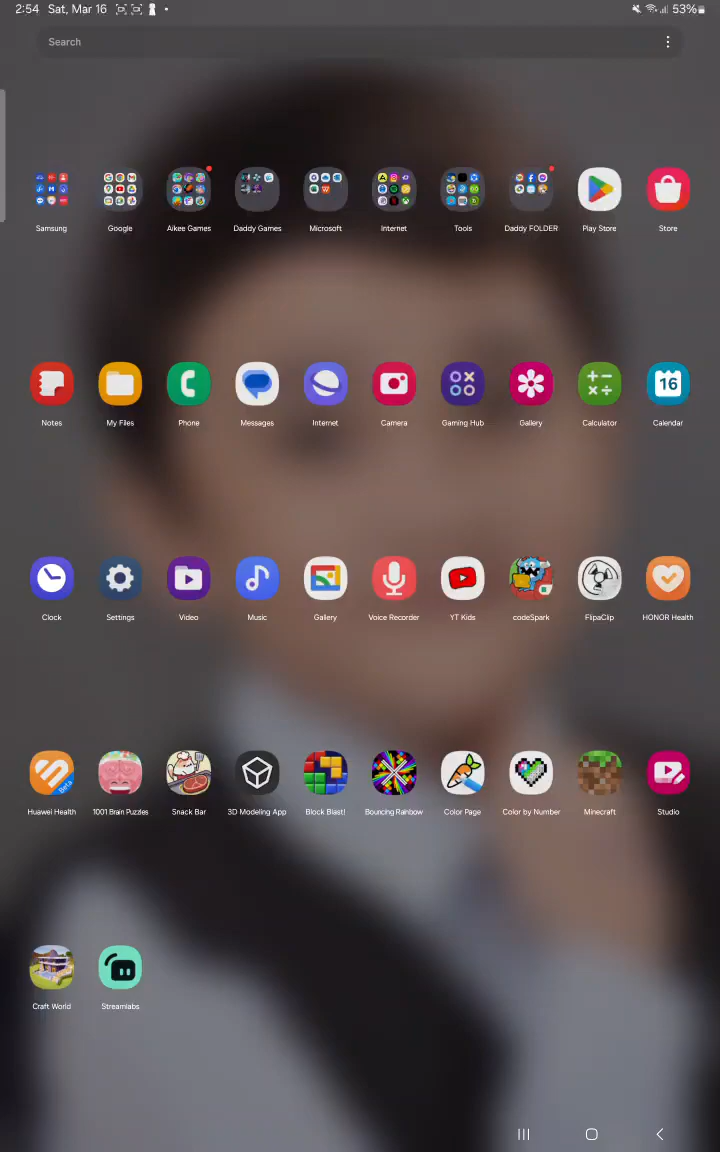 2:54 Sat, Mar 16
53%
Search
Samsung Google Aikee Games Daddy Games Microsoft Internet Tools Daddy FOLDER Play Store Store
16
Notes My Files Phone Messages Internet Camera Gaming Hub Gallery Calculator Calendar
Clock Settings Video Music Gallery Voice Recorder YT Kids codeSpark FlipaClip HONOR Health
Beta
Huawei Health 1001 Brain Puzzles Snack Bar 3D Modeling App Block Blast! Bouncing Rainbow Color Page Color by Number Minecraft Studio
Craft World Streamlabs